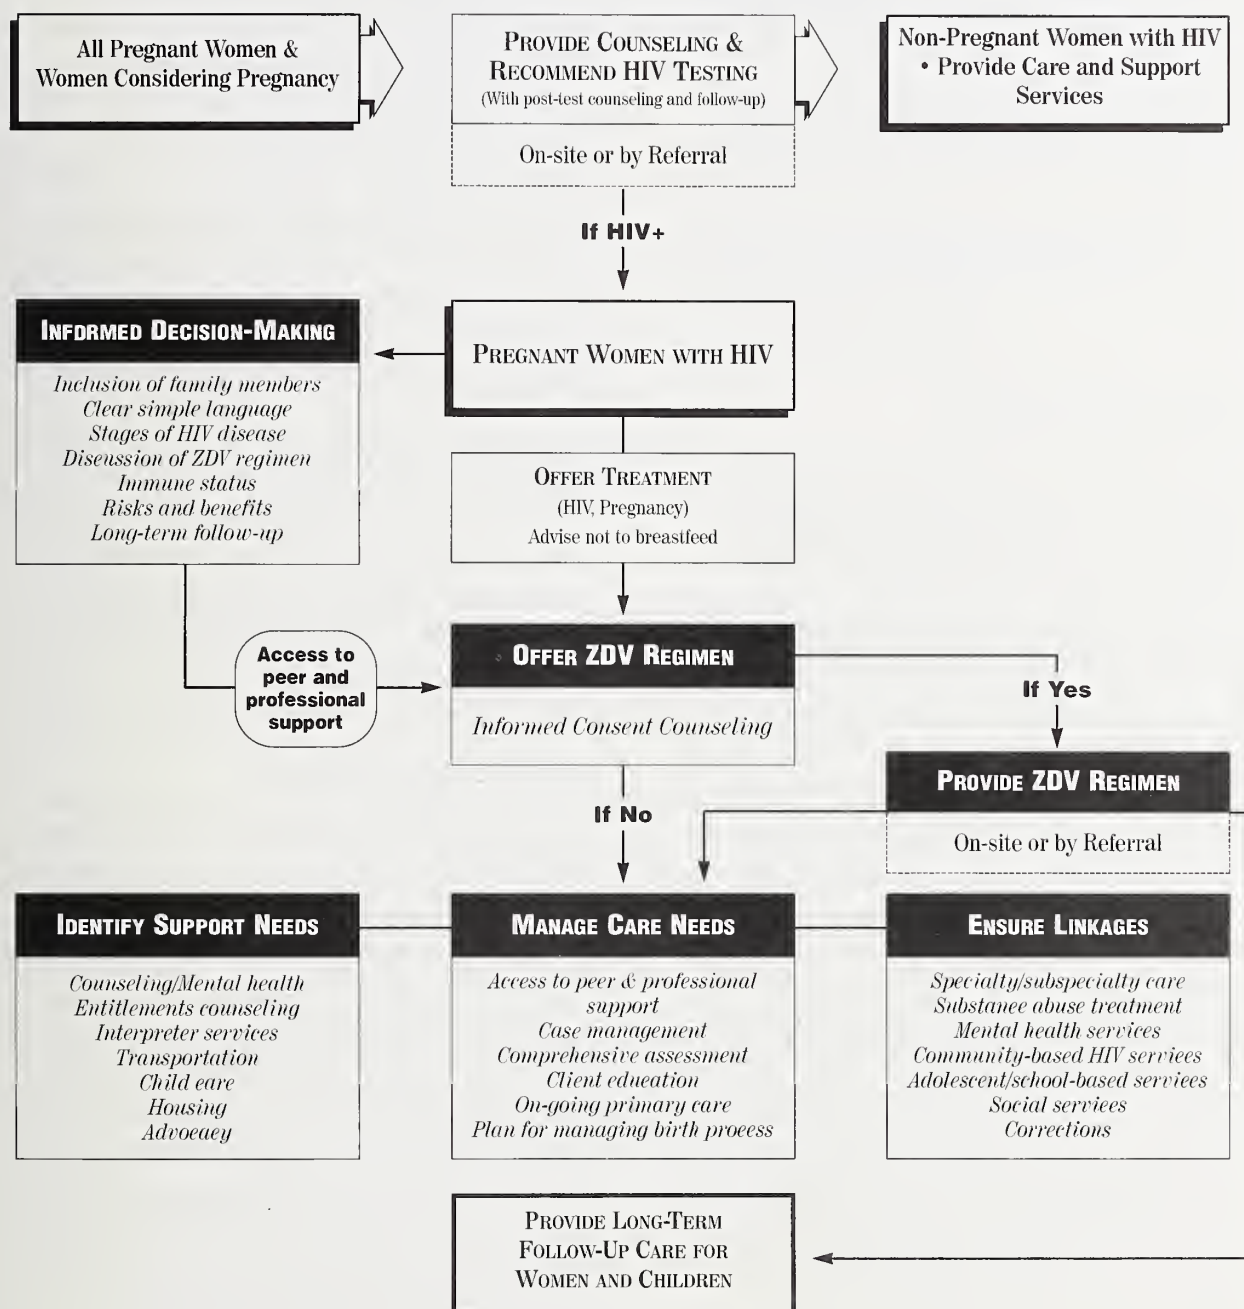 All Pregnant Women &
Women Considering Pregnancy
PROVIDE COUNSELING &
RECOMMEND HIV TESTING
(With post-test counseling and follow-up)
On-site or by Referral
Non-Pregnant Women with HIV
• Provide Care and Support
Services
If HIV+
INFORMED DECISION-MAKING
Inclusion of family members
Clear simple language
Stages of HIV disease
Discussion of ZDV regimen
Immune status
Risks and benefits
Long-term follow-up
PREGNANT WOMEN WITH HIV
OFFER TREATMENT
(HIV, Pregnancy)
Advise not to breastfeed
Access to
peer and
professional
support
OFFER ZDV REGIMEN
Informed Consent Counseling
If Yes
PROVIDE ZDV REGIMEN
On-site or by Referral
If No
IDENTIFY SUPPORT NEEDS
Counseling/Mental health
Entitlements counseling
Interpreter services
Transportation
Child care
Housing
Advocacy
MANAGE CARE NEEDS
Access to peer & professional
support
Case management
Comprehensive assessment
Client education
On-going primary care
Plan for managing birth process
ENSURE LINKAGES
Specialty/subspecialty care
Substance abuse treatment
Mental health services
Community-based HIV services
Adolescent/school-based services
Social services
Corrections
PROVIDE LONG-TERM
FOLLOW-UP CARE FOR
WOMEN AND CHILDREN